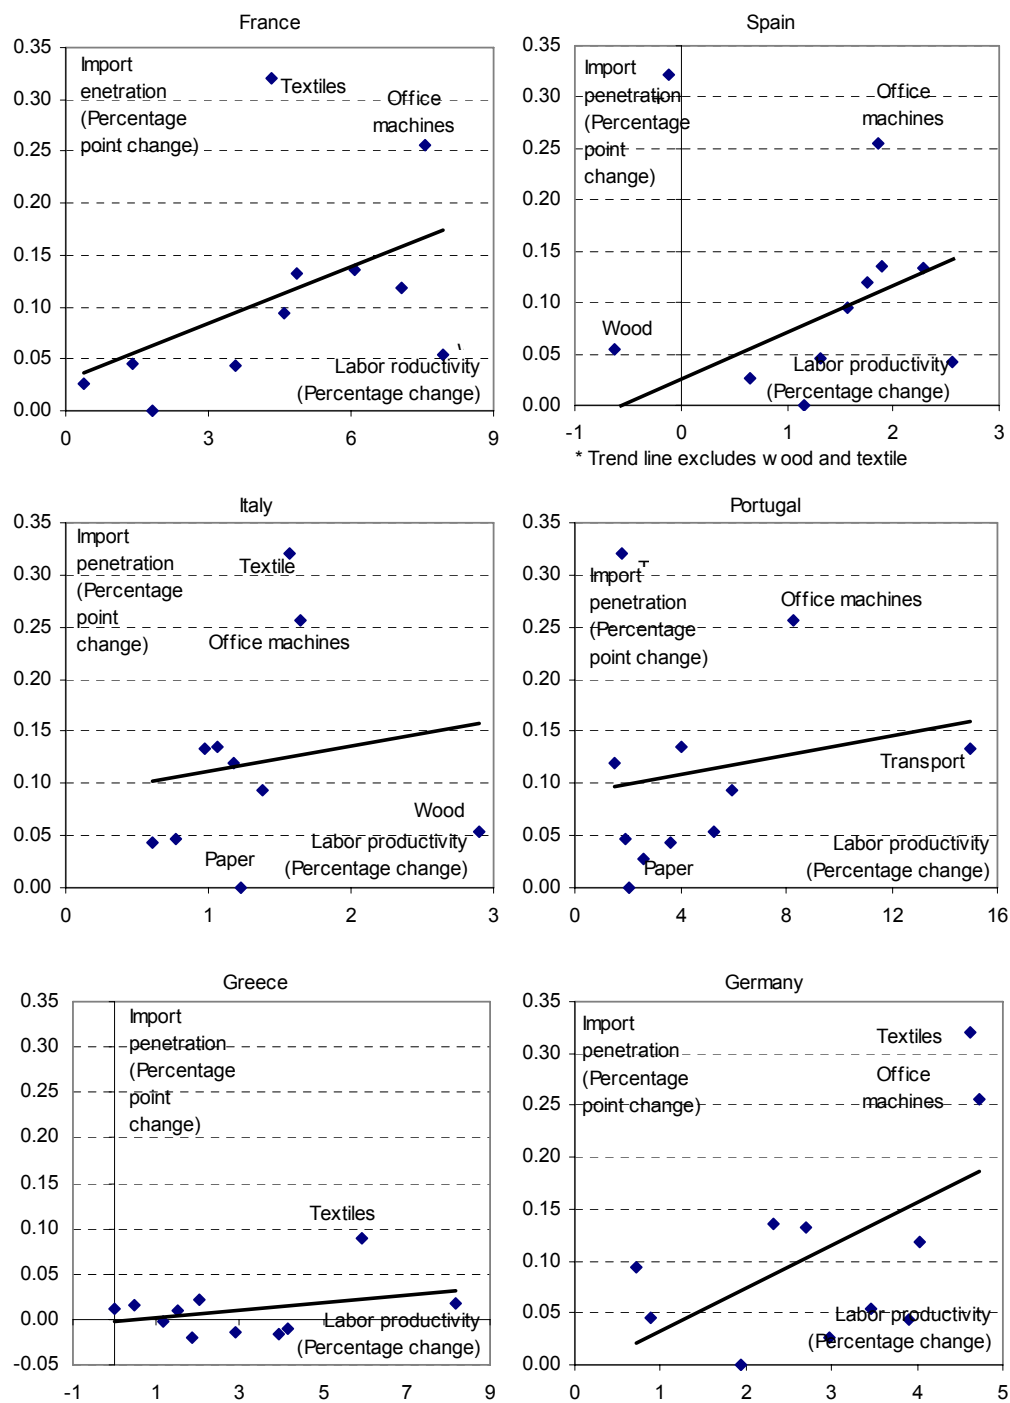 France
0.35
0.30
0.25
0.20
0.15
0.10
0.05
0.00
Import
enetration
(Percentage
point change)
Textiles
Office
machines
Labor roductivity
(Percentage change)
0 3 6 9
Spain
0.35
0.30
0.25
0.20
0.15
0.10
0.05
0.00
Import
penetration
(Percentage
point
change)
Office
machines
Wood
Labor productivity
(Percentage change)
-1 0 1 2 3
* Trend line excludes wood and textile
Italy
0.35
0.30
0.25
0.20
0.15
0.10
0.05
0.00
Import
penetration
(Percentage
point
change)
Textile
Office machines
Wood
Labor productivity
(Percentage change)
Paper
0 1 2 3
Portugal
0.35
0.30
0.25
0.20
0.15
0.10
0.05
0.00
Import
penetration
(Percentage
point change)
Office machines
Transport
Labor productivity
(Percentage change)
Paper
0 4 8 12 16
Greece
0.35
0.30
0.25
0.20
0.15
0.10
0.05
0.00
-0.05
Import
penetration
(Percentage
point
change)
Textiles
Labor productivity
(Percentage change)
-1 1 3 5 7 9
Germany
0.35
0.30
0.25
0.20
0.15
0.10
0.05
0.00
Import
penetration
(Percentage
point change)
Textiles
Office
machines
Labor productivity
(Percentage change)
0 1 2 3 4 5